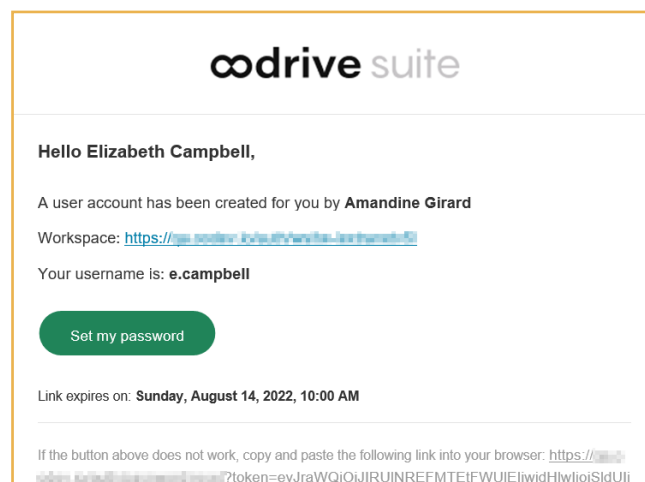 oodrive suite
Hello Elizabeth Campbell,
A user account has been created for you by Amandine Girard
Workspace: https://
Your username is: e.campbell
Set my password
Link expires on: Sunday, August 14, 2022, 10:00 AM
If the button above does not work, copy and paste the following link into your browser: https://